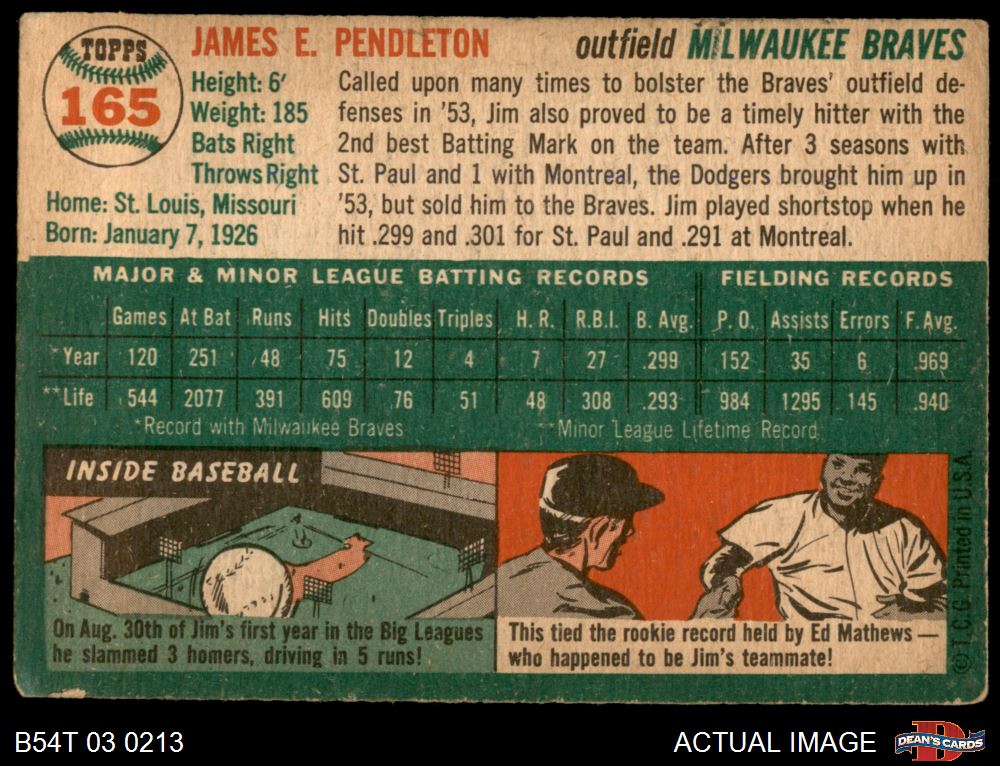 TOPPS
165
JAMES E. PENDLETON outfield MILWAUKEE BRAVES
Height: 6'
Weight: 185
Bats Right
Throws Right
Home: St. Louis, Missouri
Born: January 7, 1926
Called upon many times to bolster the Braves' outfield de-
fenses in '53, Jim also proved to be a timely hitter with the
2nd best Batting Mark on the team. After 3 seasons with
St. Paul and 1 with Montreal, the Dodgers brought him up in
'53, but sold him to the Braves. Jim played shortstop when he
hit .299 and .301 for St. Paul and .291 at Montreal.
MAJOR & MINOR LEAGUE BATTING RECORDS FIELDING RECORDS
Games At Bat Runs Hits Doubles Triples H. R. R.B.I. B. Avg. P. O. Assists Errors F. Avg.
*Year 120 251 48 75 12 4 7 27 .299 152 35 6 .969
**Life 544 2077 391 609 76 51 48 308 .293 984 1295 145 .940
*Record with Milwaukee Braves **Minor League Lifetime Record
INSIDE BASEBALL
On Aug. 30th of Jim's first year in the Big Leagues
he slammed 3 homers, driving in 5 runs!
This tied the rookie record held by Ed Mathews —
who happened to be Jim's teammate!
© T.C.G. Printed in U.S.A.
B54T 03 0213 ACTUAL IMAGE
DEAN'S CARDS